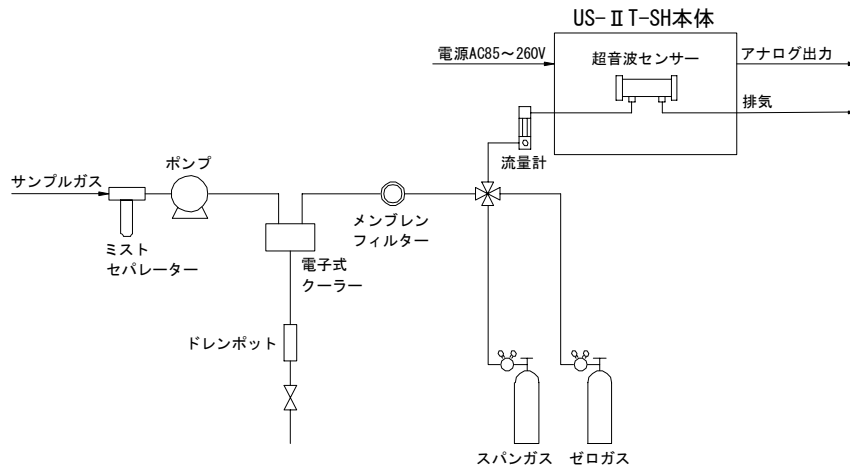 US-ⅡT-SH本体
電源AC85～260V
超音波センサー
アナログ出力
排気
流量計
ポンプ
サンプルガス
メンブレン
フィルター
ミスト
セパレーター
電子式
クーラー
ドレンポット
スパンガス
ゼロガス